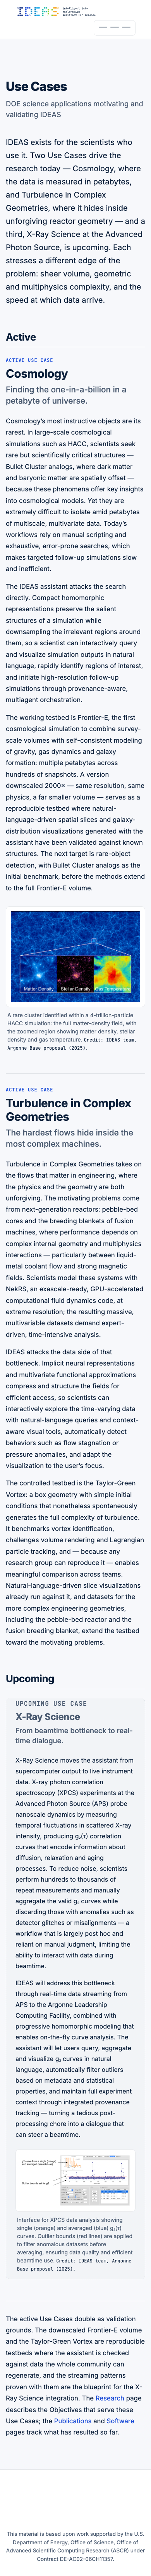 IDEAS intelligent data
exploration
assistant for science
Use Cases
DOE science applications motivating and
validating IDEAS
IDEAS exists for the scientists who
use it. Two Use Cases drive the
research today — Cosmology, where
the data is measured in petabytes,
and Turbulence in Complex
Geometries, where it hides inside
unforgiving reactor geometry — and a
third, X-Ray Science at the Advanced
Photon Source, is upcoming. Each
stresses a different edge of the
problem: sheer volume, geometric
and multiphysics complexity, and the
speed at which data arrive.
Active
ACTIVE USE CASE
Cosmology
Finding the one-in-a-billion in a
petabyte of universe.
Cosmology’s most instructive objects are its
rarest. In large-scale cosmological
simulations such as HACC, scientists seek
rare but scientifically critical structures —
Bullet Cluster analogs, where dark matter
and baryonic matter are spatially offset —
because these phenomena offer key insights
into cosmological models. Yet they are
extremely difficult to isolate amid petabytes
of multiscale, multivariate data. Today’s
workflows rely on manual scripting and
exhaustive, error-prone searches, which
makes targeted follow-up simulations slow
and inefficient.
The IDEAS assistant attacks the search
directly. Compact homomorphic
representations preserve the salient
structures of a simulation while
downsampling the irrelevant regions around
them, so a scientist can interactively query
and visualize simulation outputs in natural
language, rapidly identify regions of interest,
and initiate high-resolution follow-up
simulations through provenance-aware,
multiagent orchestration.
The working testbed is Frontier-E, the first
cosmological simulation to combine survey-
scale volumes with self-consistent modeling
of gravity, gas dynamics and galaxy
formation: multiple petabytes across
hundreds of snapshots. A version
downscaled 2000× — same resolution, same
physics, a far smaller volume — serves as a
reproducible testbed where natural-
language-driven spatial slices and galaxy-
distribution visualizations generated with the
assistant have been validated against known
structures. The next target is rare-object
detection, with Bullet Cluster analogs as the
initial benchmark, before the methods extend
to the full Frontier-E volume.
Matter Density Stellar Density Gas Temperature
A rare cluster identified within a 4-trillion-particle
HACC simulation: the full matter-density field, with
the zoomed region showing matter density, stellar
density and gas temperature. Credit: IDEAS team,
Argonne Base proposal (2025).
ACTIVE USE CASE
Turbulence in Complex
Geometries
The hardest flows hide inside the
most complex machines.
Turbulence in Complex Geometries takes on
the flows that matter in engineering, where
the physics and the geometry are both
unforgiving. The motivating problems come
from next-generation reactors: pebble-bed
cores and the breeding blankets of fusion
machines, where performance depends on
complex internal geometry and multiphysics
interactions — particularly between liquid-
metal coolant flow and strong magnetic
fields. Scientists model these systems with
NekRS, an exascale-ready, GPU-accelerated
computational fluid dynamics code, at
extreme resolution; the resulting massive,
multivariable datasets demand expert-
driven, time-intensive analysis.
IDEAS attacks the data side of that
bottleneck. Implicit neural representations
and multivariate functional approximations
compress and structure the fields for
efficient access, so scientists can
interactively explore the time-varying data
with natural-language queries and context-
aware visual tools, automatically detect
behaviors such as flow stagnation or
pressure anomalies, and adapt the
visualization to the user’s focus.
The controlled testbed is the Taylor-Green
Vortex: a box geometry with simple initial
conditions that nonetheless spontaneously
generates the full complexity of turbulence.
It benchmarks vortex identification,
challenges volume rendering and Lagrangian
particle tracking, and — because any
research group can reproduce it — enables
meaningful comparison across teams.
Natural-language-driven slice visualizations
already run against it, and datasets for the
more complex engineering geometries,
including the pebble-bed reactor and the
fusion breeding blanket, extend the testbed
toward the motivating problems.
Upcoming
UPCOMING USE CASE
X-Ray Science
From beamtime bottleneck to real-
time dialogue.
X-Ray Science moves the assistant from
supercomputer output to live instrument
data. X-ray photon correlation
spectroscopy (XPCS) experiments at the
Advanced Photon Source (APS) probe
nanoscale dynamics by measuring
temporal fluctuations in scattered X-ray
intensity, producing g₂(τ) correlation
curves that encode information about
diffusion, relaxation and aging
processes. To reduce noise, scientists
perform hundreds to thousands of
repeat measurements and manually
aggregate the valid g₂ curves while
discarding those with anomalies such as
detector glitches or misalignments — a
workflow that is largely post hoc and
reliant on manual judgment, limiting the
ability to interact with data during
beamtime.
IDEAS will address this bottleneck
through real-time data streaming from
APS to the Argonne Leadership
Computing Facility, combined with
progressive homomorphic modeling that
enables on-the-fly curve analysis. The
assistant will let users query, aggregate
and visualize g₂ curves in natural
language, automatically filter outliers
based on metadata and statistical
properties, and maintain full experiment
context through integrated provenance
tracking — turning a tedious post-
processing chore into a dialogue that
can steer a beamtime.
Interface for XPCS data analysis showing
single (orange) and averaged (blue) g₂(τ)
curves. Outlier bounds (red lines) are applied
to filter anomalous datasets before
averaging, ensuring data quality and efficient
beamtime use. Credit: IDEAS team, Argonne
Base proposal (2025).
The active Use Cases double as validation
grounds. The downscaled Frontier-E volume
and the Taylor-Green Vortex are reproducible
testbeds where the assistant is checked
against data the whole community can
regenerate, and the streaming patterns
proven with them are the blueprint for the X-
Ray Science integration. The Research page
describes the Objectives that serve these
Use Cases; the Publications and Software
pages track what has resulted so far.
This material is based upon work supported by the U.S.
Department of Energy, Office of Science, Office of
Advanced Scientific Computing Research (ASCR) under
Contract DE-AC02-06CH11357.